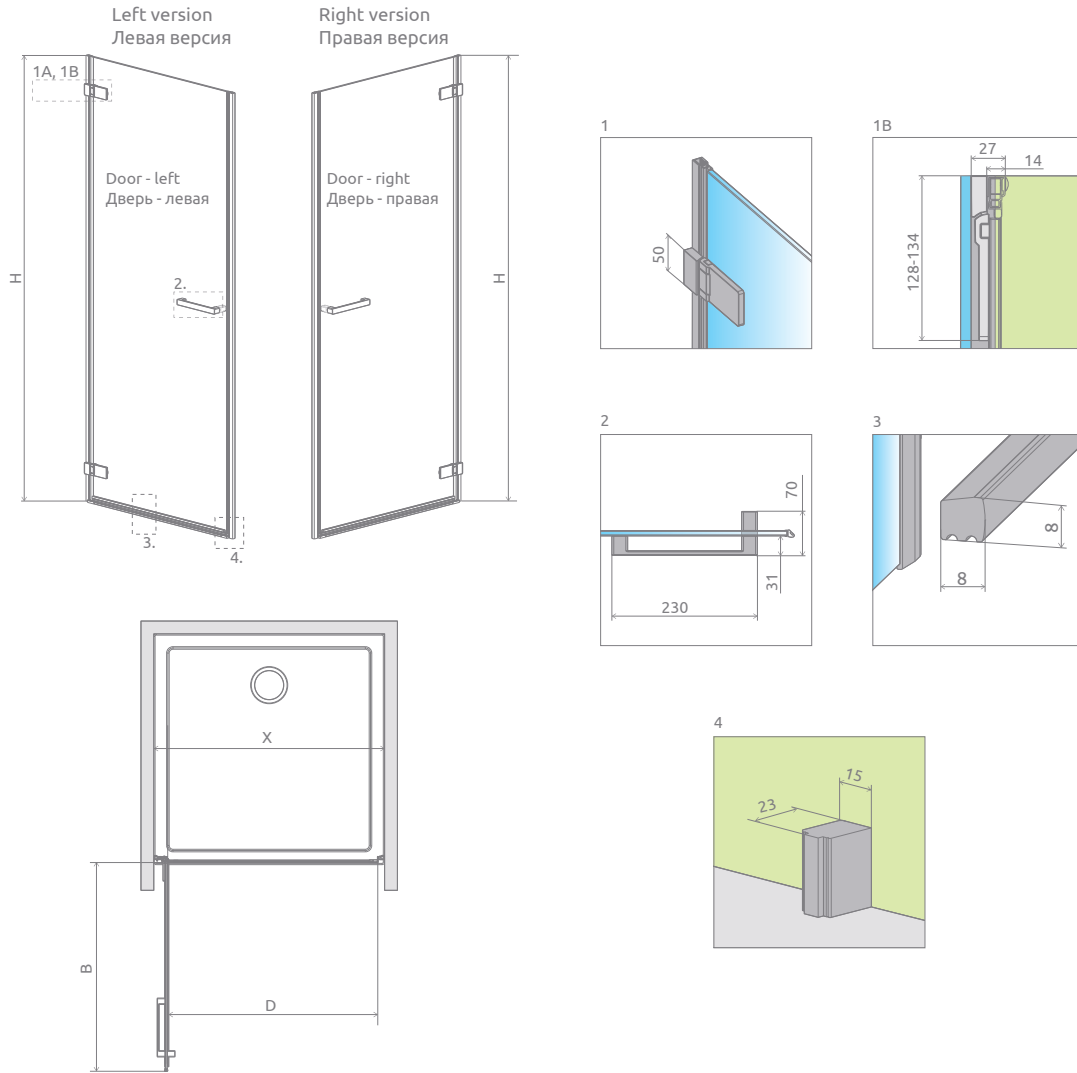 Left version
Левая версия
Right version
Правая версия
1A, 1B
Door - left
Дверь - левая
Door - right
Дверь - правая
H
H
2.
3.
4.
1
50
1B
27
14
128-134
2
70
31
230
3
8
8
X
B
D
4
15
23